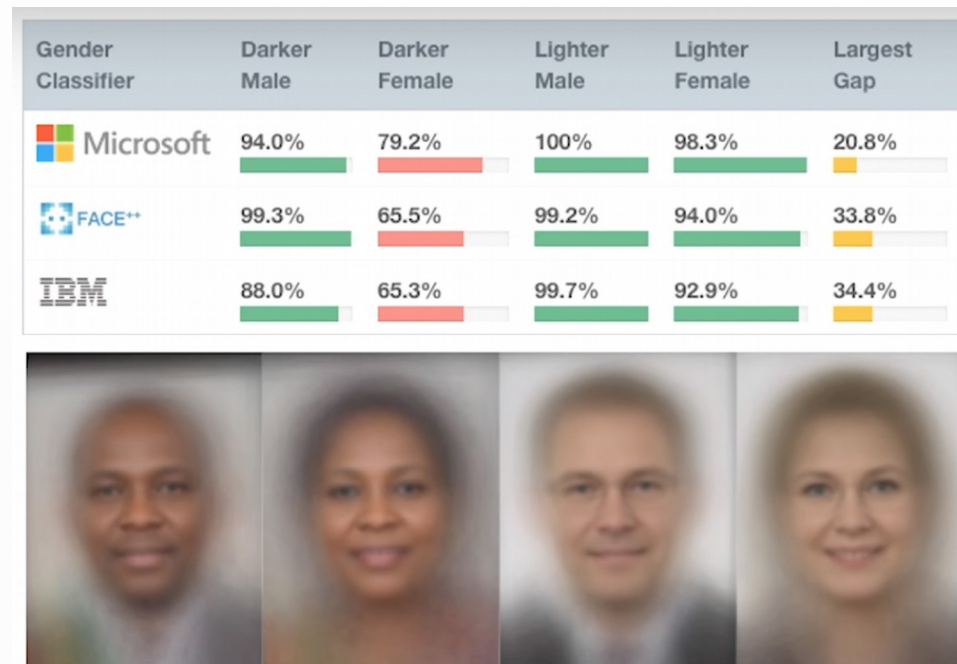 Gender Classifier Darker Male Darker Female Lighter Male Lighter Female Largest Gap
Microsoft 94.0% 79.2% 100% 98.3% 20.8%
FACE++ 99.3% 65.5% 99.2% 94.0% 33.8%
IBM 88.0% 65.3% 99.7% 92.9% 34.4%